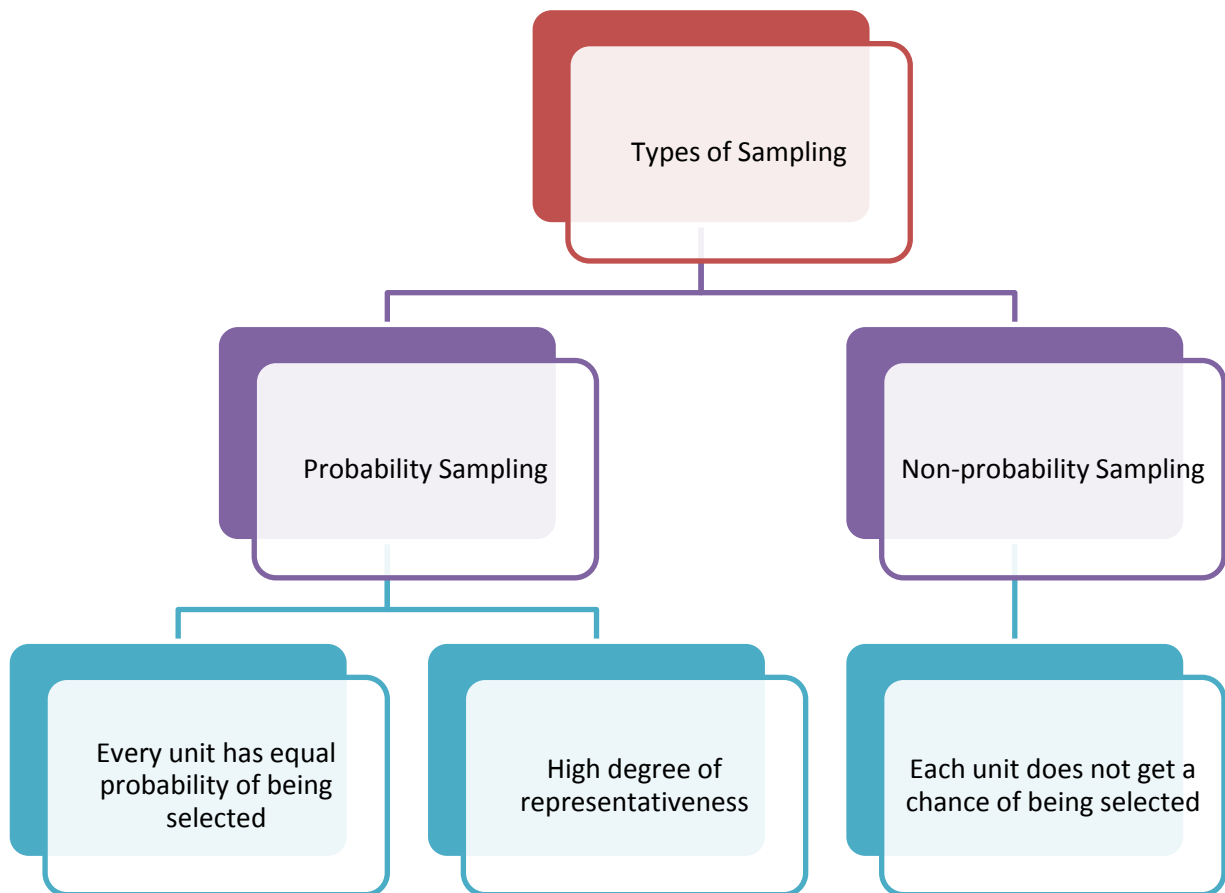 Types of Sampling
Probability Sampling
Non-probability Sampling
Every unit has equal
probability of being
selected
High degree of
representativeness
Each unit does not get a
chance of being selected